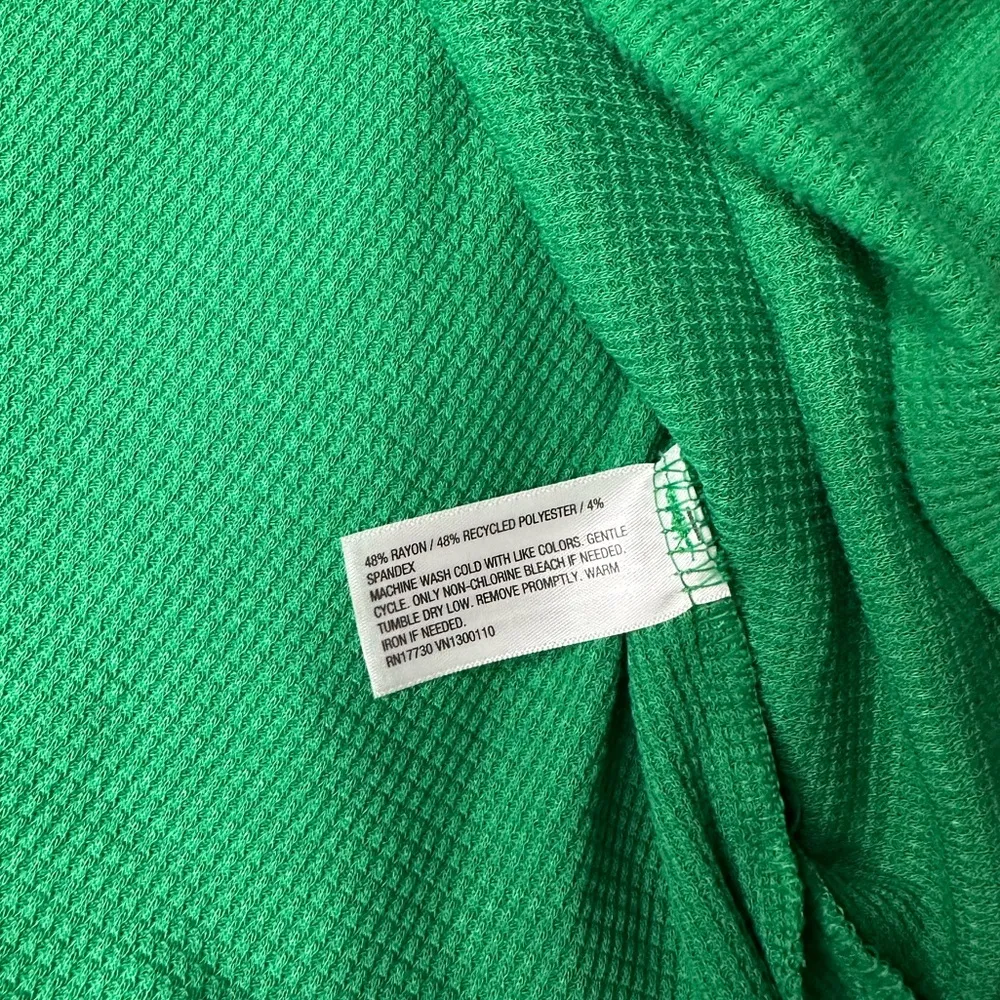 48% RAYON / 48% RECYCLED POLYESTER / 4%
SPANDEX
MACHINE WASH COLD WITH LIKE COLORS. GENTLE
CYCLE. ONLY NON-CHLORINE BLEACH IF NEEDED.
TUMBLE DRY LOW. REMOVE PROMPTLY. WARM
IRON IF NEEDED.
RN17730 VN1300110